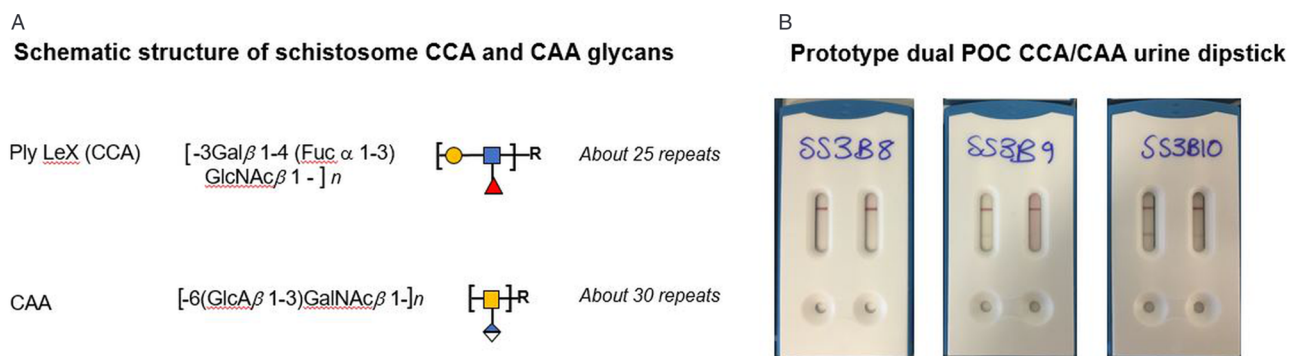 A
Schematic structure of schistosome CCA and CAA glycans
Ply LeX (CCA)
[-3Galβ 1-4 (Fuc α 1-3)
GlcNAcβ 1 - ] n
R
About 25 repeats
CAA
[-6(GlcAβ 1-3)GalNAcβ 1-]n
R
About 30 repeats
B
Prototype dual POC CCA/CAA urine dipstick
SS3B8
SS3B9
SS3B10